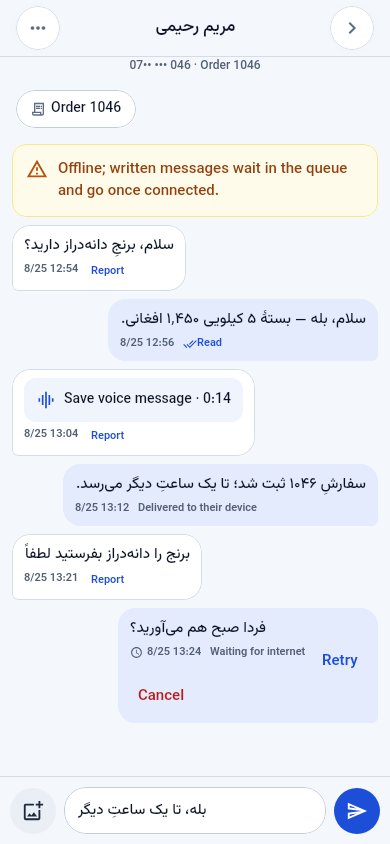 مریم رحیمی
07•• ••• 046 · Order 1046
Order 1046
Offline; written messages wait in the queue
and go once connected.
سلام، برنجِ دانه‌دراز دارید؟
8/25 12:54 Report
سلام، بله — بستهٔ ۵ کیلویی ۱,۴۵۰ افغانی.
8/25 12:56 Read
Save voice message · 0:14
8/25 13:04 Report
سفارشِ ۱۰۴۶ ثبت شد؛ تا یک ساعتِ دیگر می‌رسد.
8/25 13:12 Delivered to their device
برنج را دانه‌دراز بفرستید لطفاً
8/25 13:21 Report
فردا صبح هم می‌آورید؟
8/25 13:24 Waiting for internet
Retry
Cancel
بله، تا یک ساعتِ دیگر